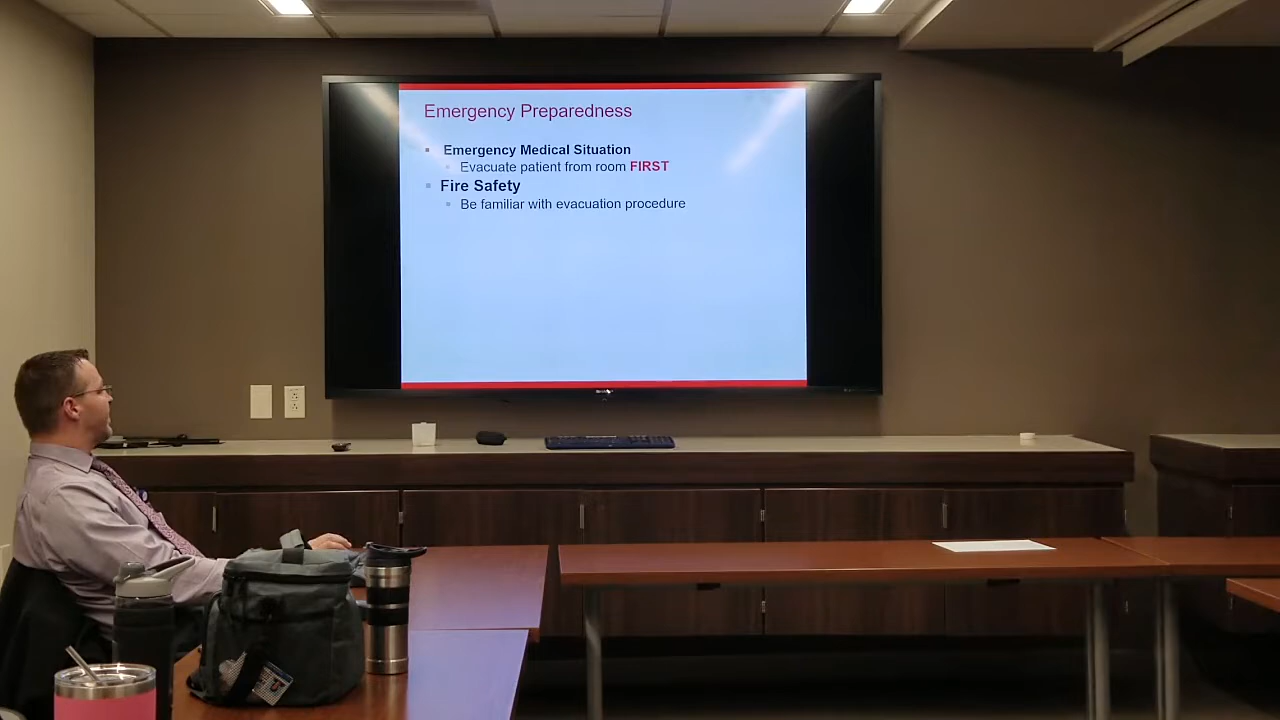 Emergency Preparedness
Emergency Medical Situation
Evacuate patient from room FIRST
Fire Safety
Be familiar with evacuation procedure